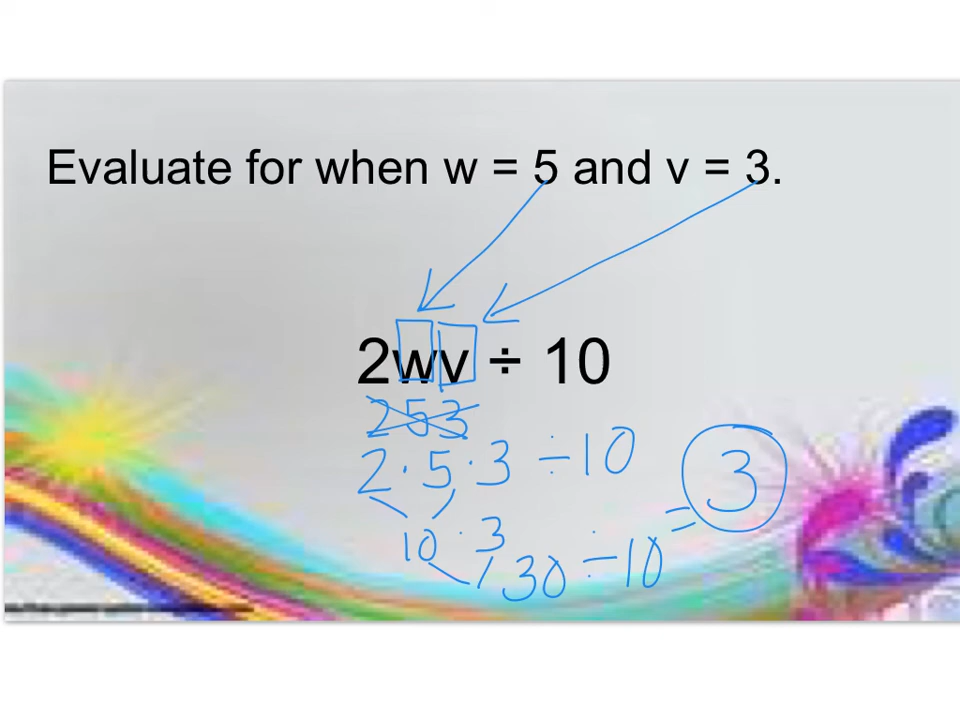 Evaluate for when w = 5 and v = 3.
2wv ÷ 10
253
2 · 5 · 3 ÷ 10
10 · 3
30 ÷ 10 = 3